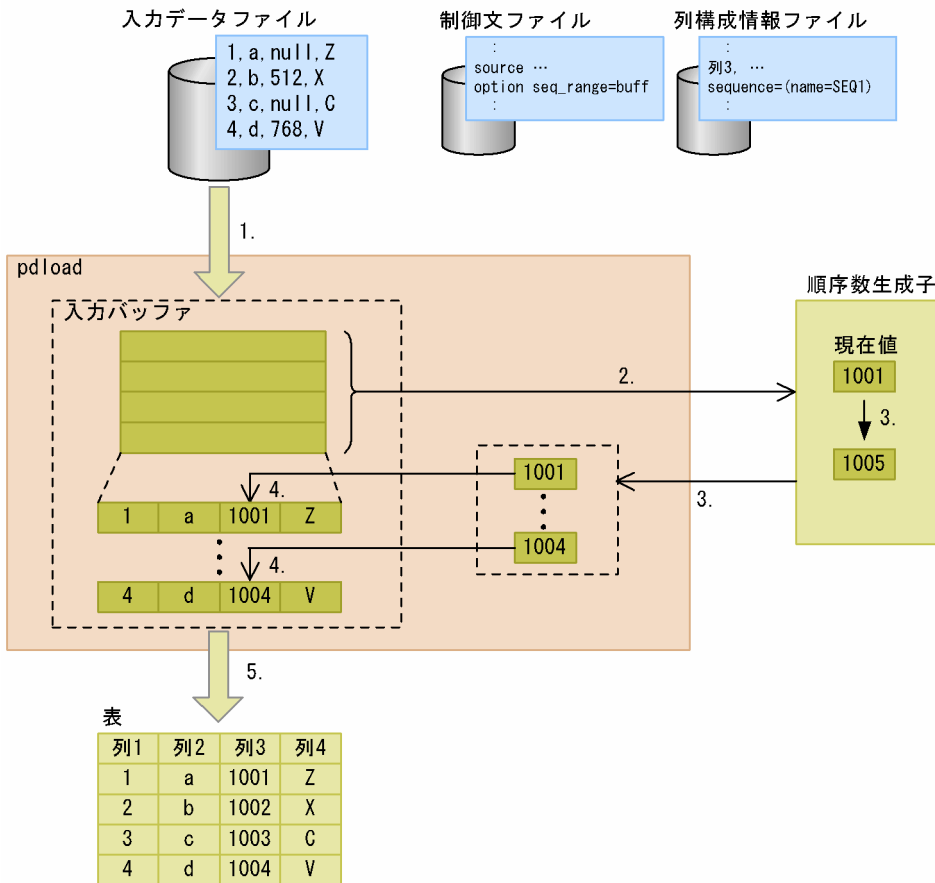 入力データファイル
1, a, null, Z
2, b, 512, X
3, c, null, C
4, d, 768, V
制御文ファイル
:
source …
option seq_range=buff
:
列構成情報ファイル
:
列3, …
sequence=(name=SEQ1)
:
1.
pdload
入力バッファ
2.
順序数生成子
現在値
1001
3.
1005
3.
1001
1004
4.
1 a 1001 Z
4.
4 d 1004 V
5.
表
列1 列2 列3 列4
1 a 1001 Z
2 b 1002 X
3 c 1003 C
4 d 1004 V